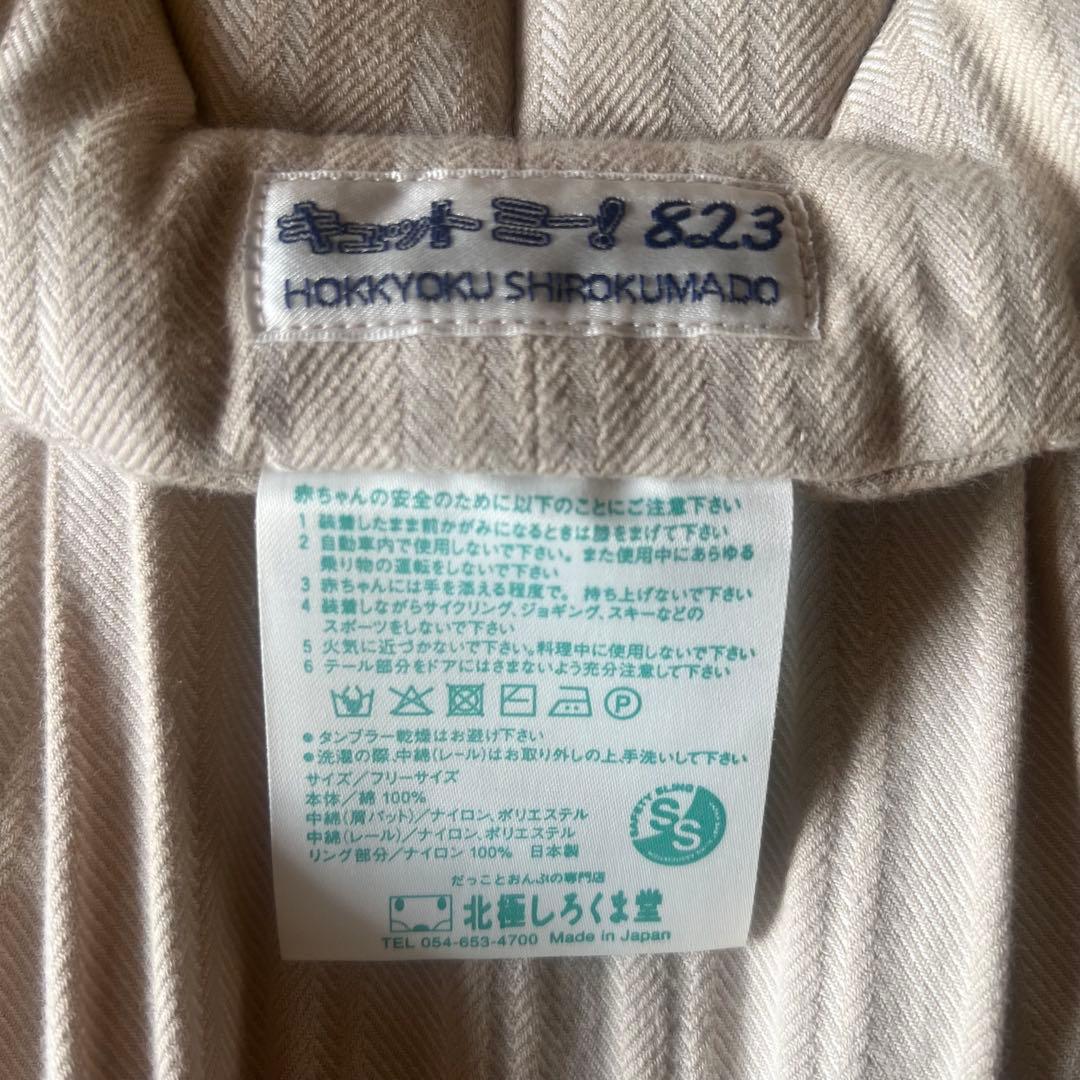 キュット ミー! 823
HOKKYOKU SHIROKUMADO
赤ちゃんの安全のために以下のことにご注意下さい
1 装着したまま前かがみになるときは膝をまげて下さい
2 自動車内で使用しないで下さい。また使用中にあらゆる
乗り物の運転をしないで下さい
3 赤ちゃんには手を添える程度で。持ち上げないで下さい
4 装着しながらサイクリング、ジョギング、スキーなどの
スポーツをしないで下さい
5 火気に近づかないで下さい。料理中に使用しないで下さい
6 テール部分をドアにはさまないよう充分注意して下さい
P
●タンブラー乾燥はお避け下さい
●洗濯の際、中綿(レール)はお取り外しの上、手洗いして下さい
サイズ/フリーサイズ
本体/綿 100%
中綿(肩パット)/ナイロン、ポリエステル
中綿(レール)/ナイロン、ポリエステル
リング部分/ナイロン 100% 日本製
SAFETY SLING
SS
だっことおんぶの専門店
北極しろくま堂
TEL 054-653-4700 Made in Japan